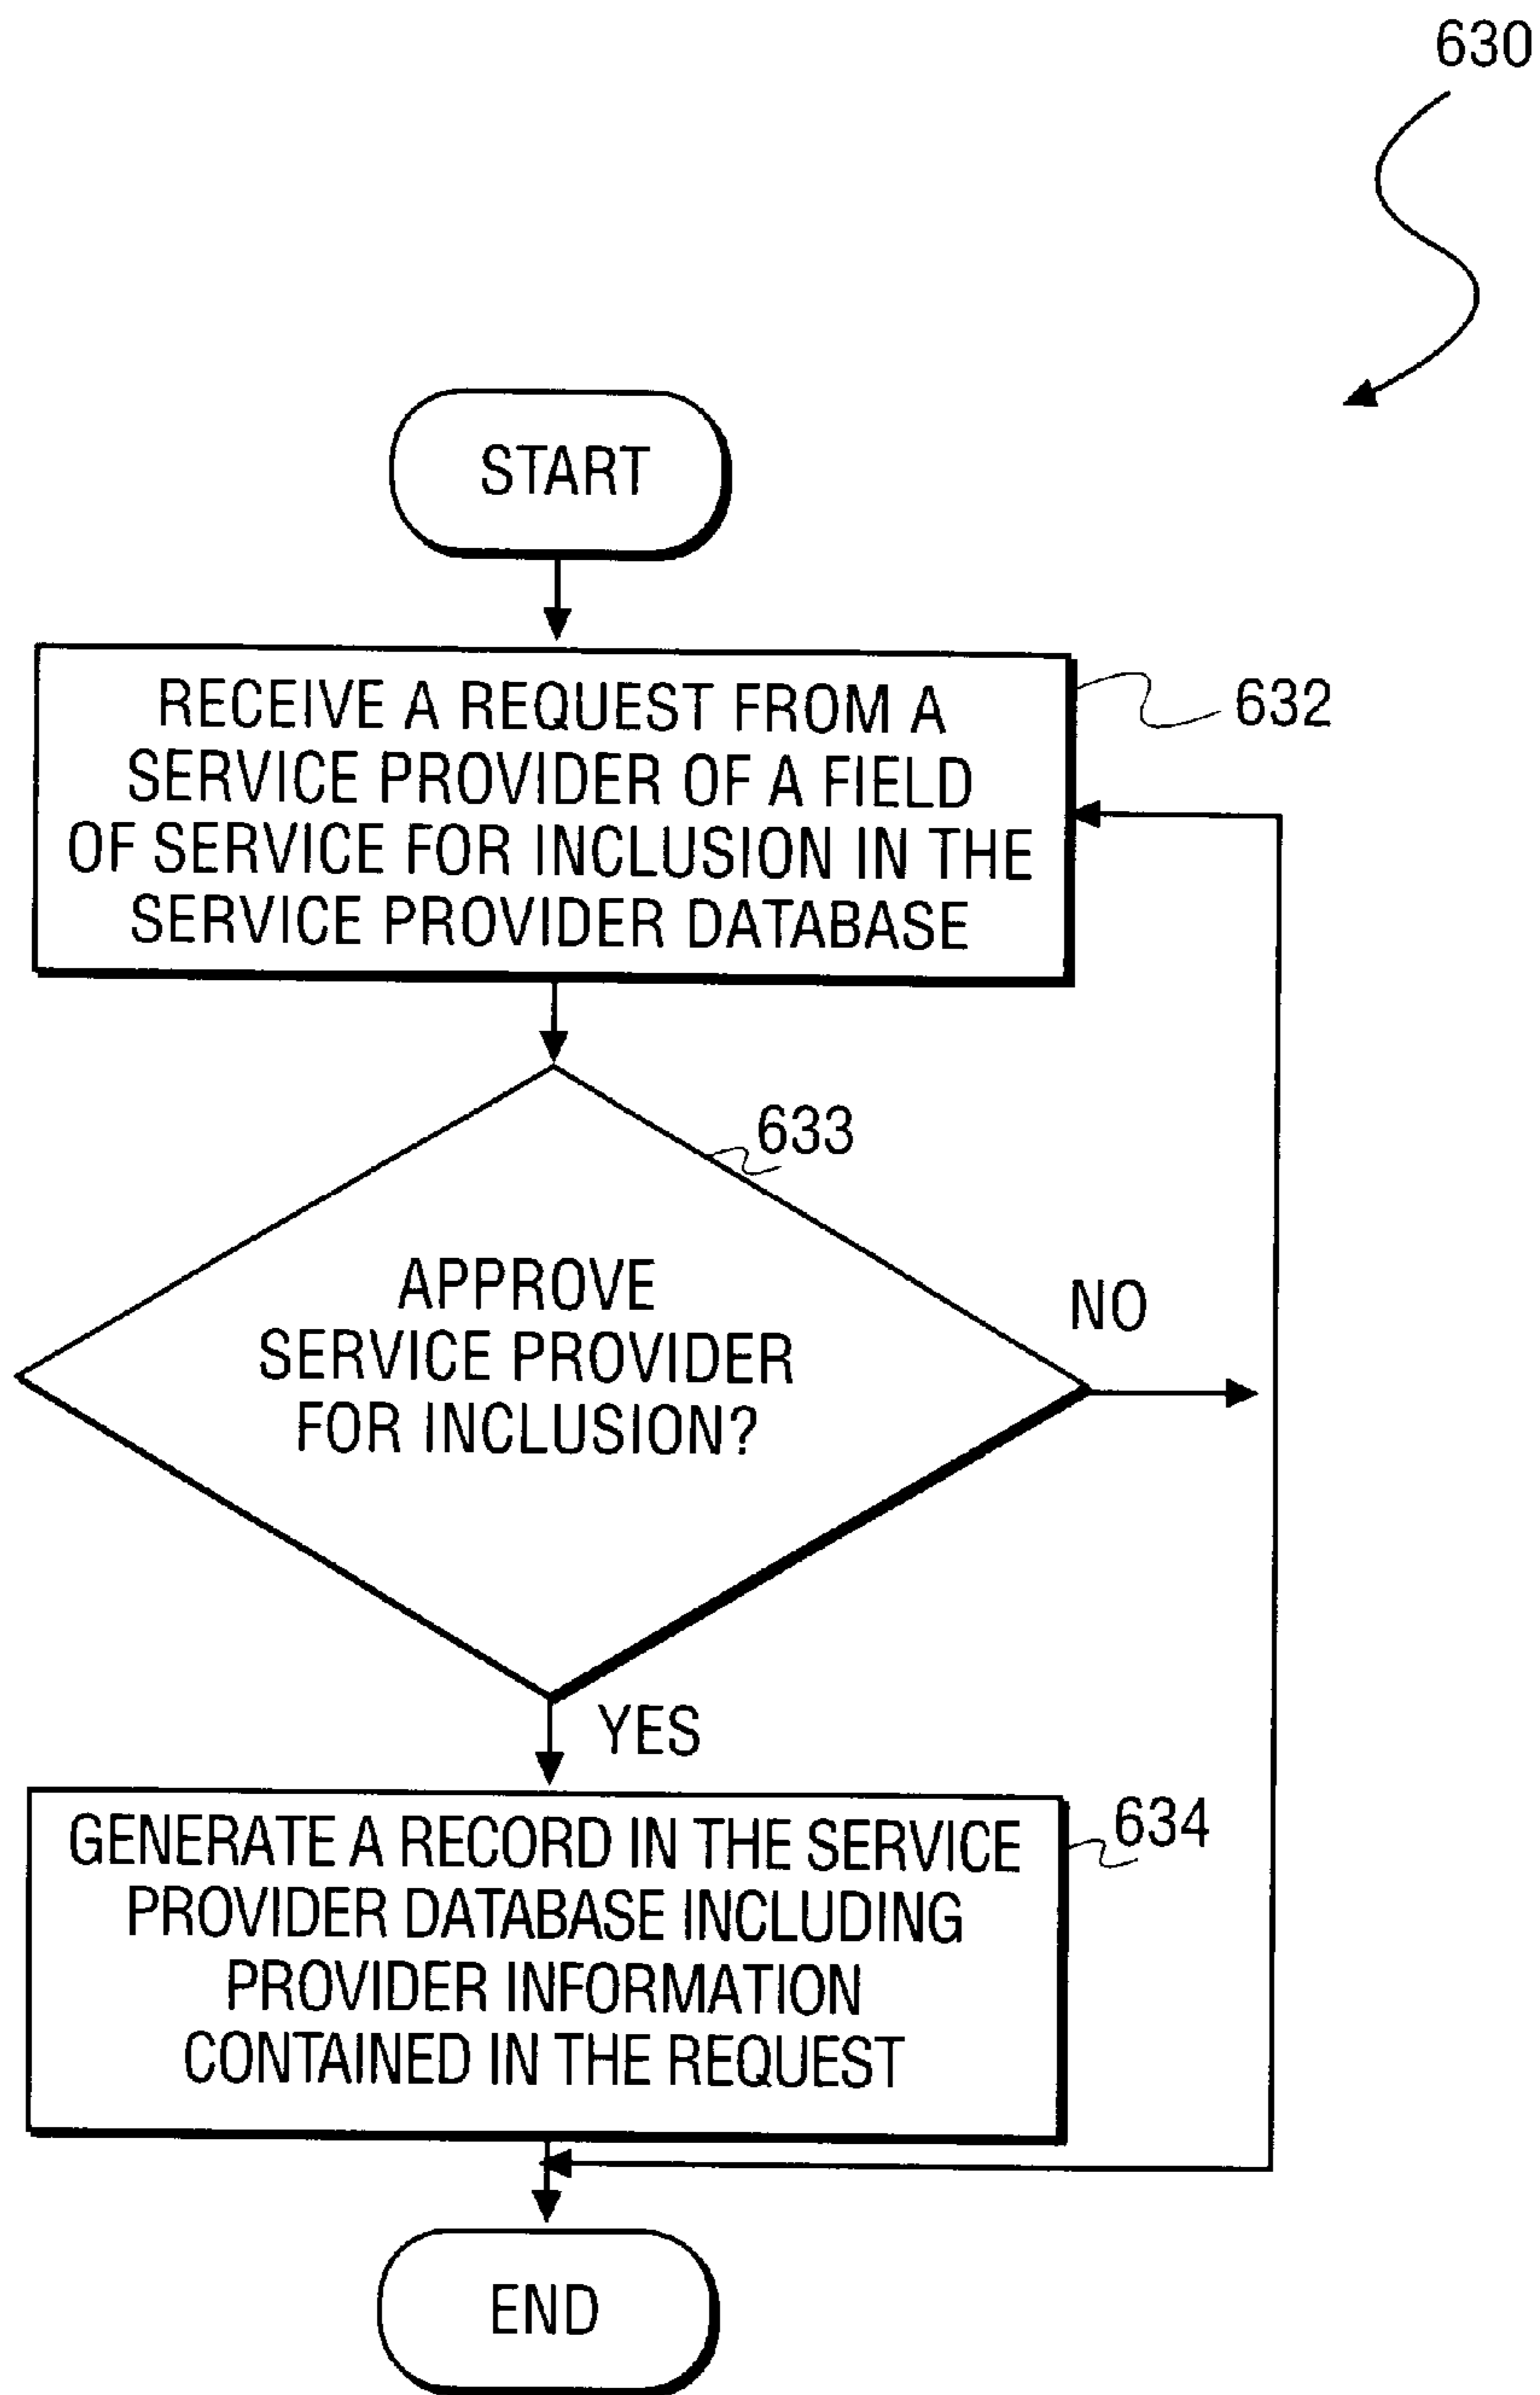 630
START
RECEIVE A REQUEST FROM A
SERVICE PROVIDER OF A FIELD
OF SERVICE FOR INCLUSION IN THE
SERVICE PROVIDER DATABASE
632
633
APPROVE
SERVICE PROVIDER
FOR INCLUSION?
NO
YES
GENERATE A RECORD IN THE SERVICE
PROVIDER DATABASE INCLUDING
PROVIDER INFORMATION
CONTAINED IN THE REQUEST
634
END